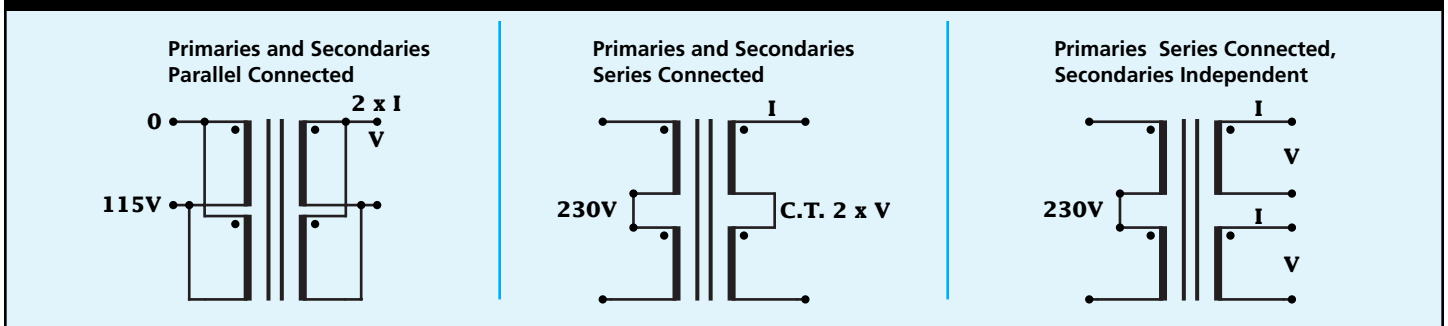 Primaries and Secondaries
Parallel Connected
2 x I
0
V
115V
Primaries and Secondaries
Series Connected
I
230V
C.T. 2 x V
Primaries  Series Connected,
Secondaries Independent
I
V
230V
I
V